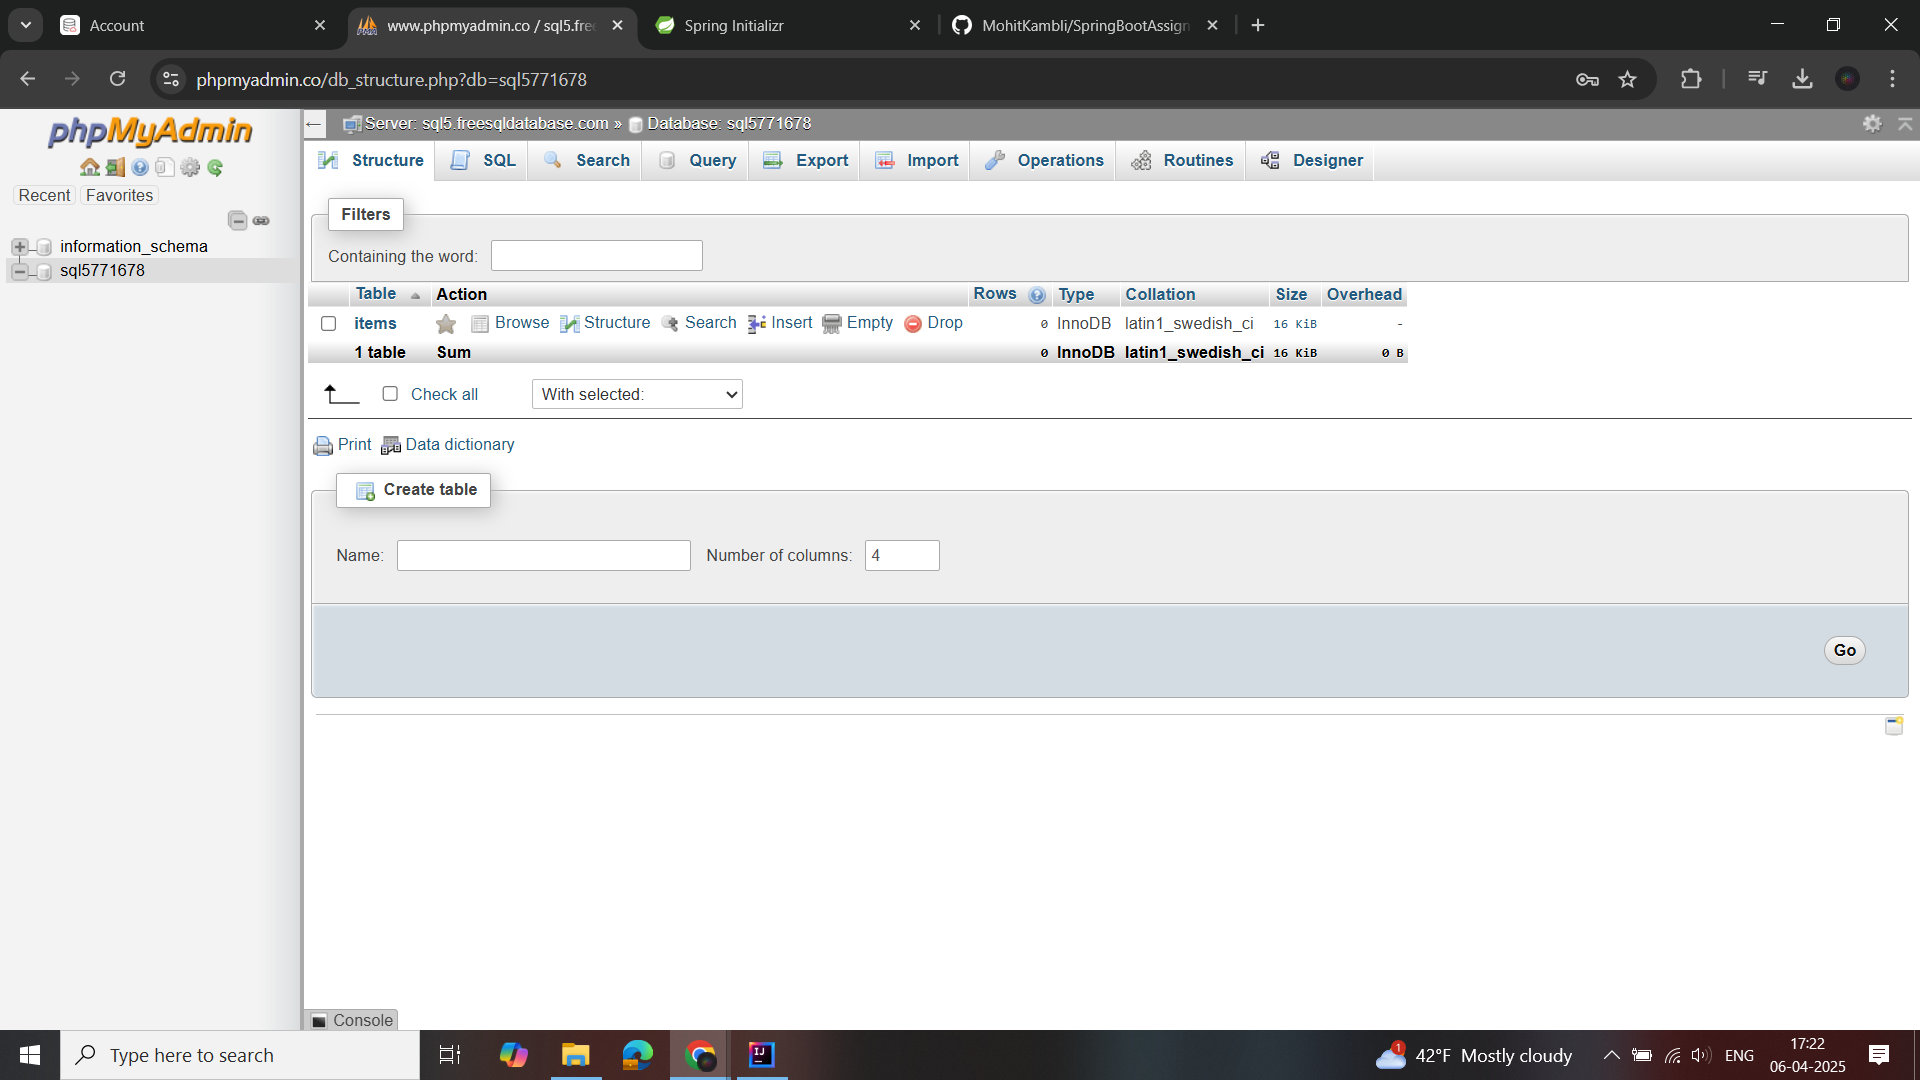 Account
www.phpmyadmin.co / sql5.free
Spring Initializr
MohitKambli/SpringBootAssign
phpmyadmin.co/db_structure.php?db=sql5771678
phpMyAdmin
Recent
Favorites
information_schema
sql5771678
Server: sql5.freesqldatabase.com » Database: sql5771678
Structure SQL Search Query Export Import Operations Routines Designer
Filters
Containing the word:
Table Action Rows Type Collation Size Overhead
items Browse Structure Search Insert Empty Drop 0 InnoDB latin1_swedish_ci 16 KiB -
1 table Sum 0 InnoDB latin1_swedish_ci 16 KiB 0 B
Check all With selected:
Print Data dictionary
Create table
Name: Number of columns: 4
Go
Console
Type here to search
1
42°F Mostly cloudy
ENG
17:22
06-04-2025